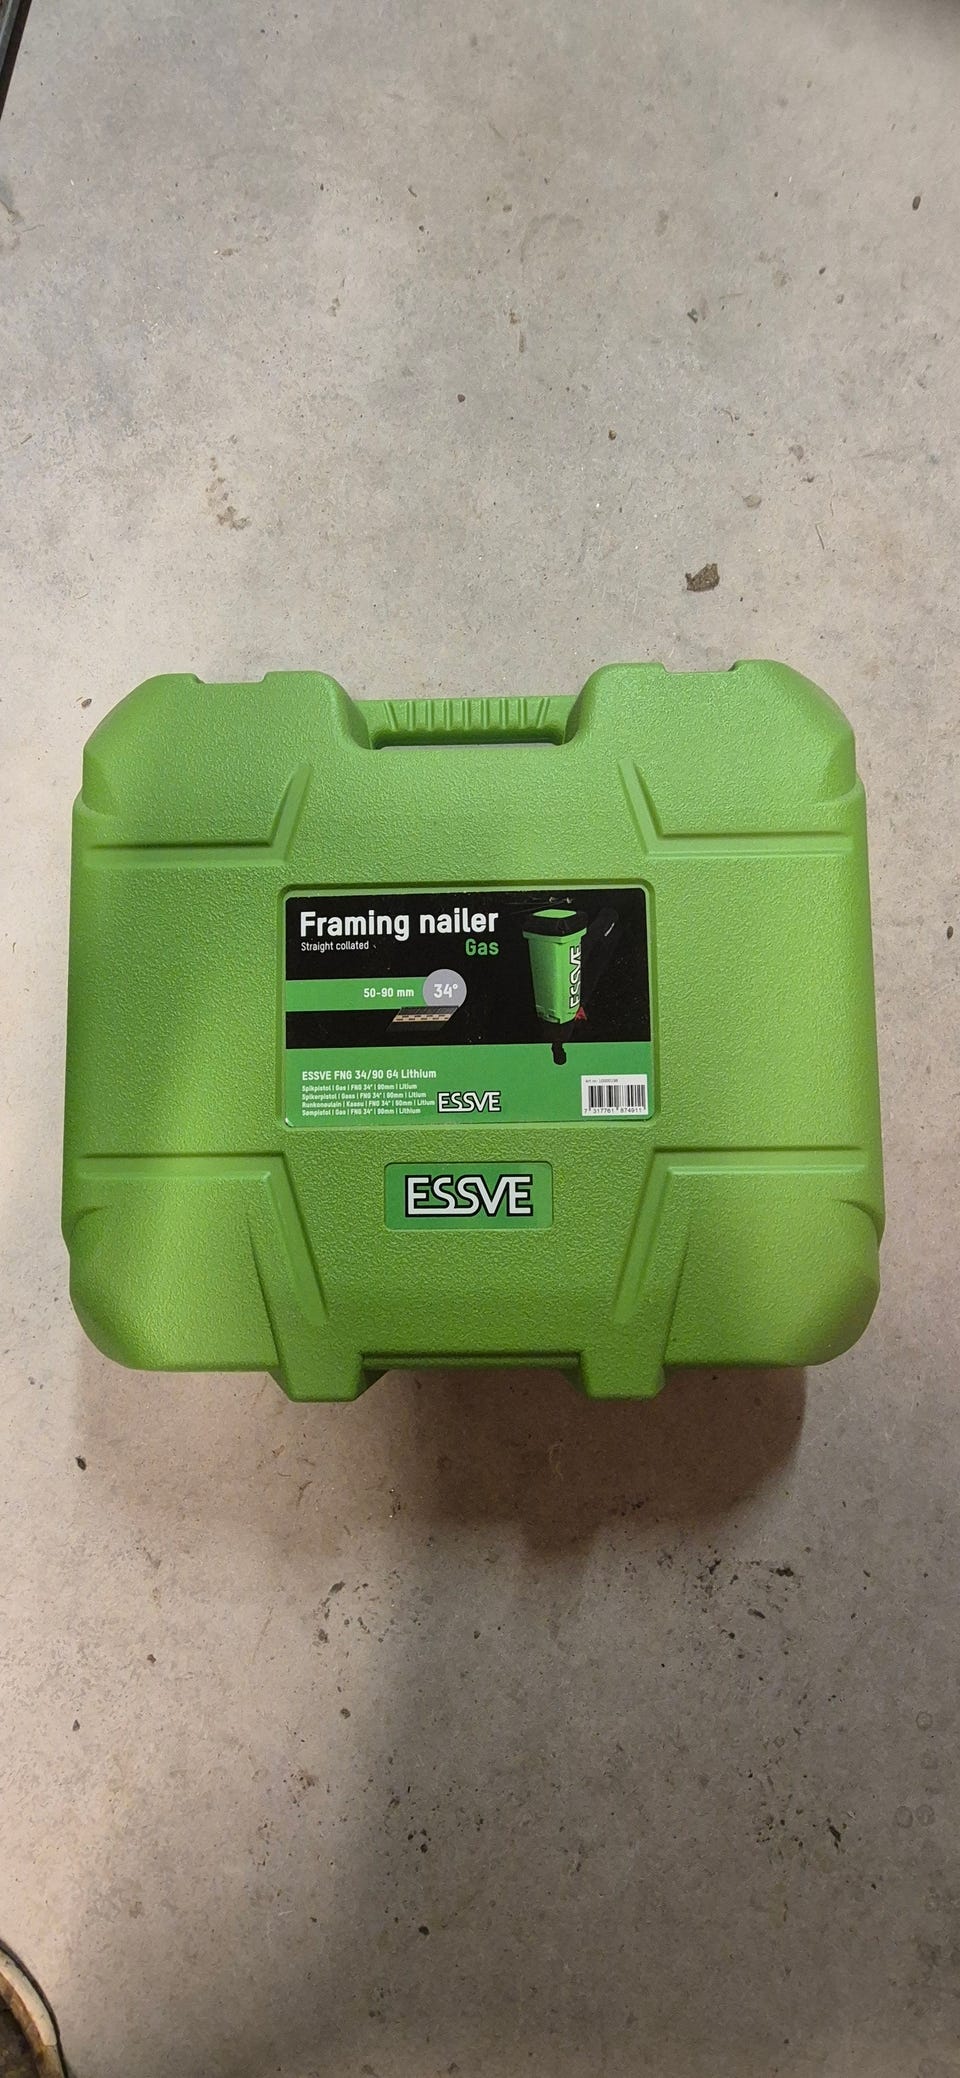 Framing nailer
Straight collated
Gas
ESSVE
50-90 mm
34°
ESSVE FNG 34/90 G4 Lithium
Spikpistol | Gas | FNG 34° | 90mm | Litium
Spikerpistol | Gass | FNG 34° | 90mm | Litium
Runkonaulain | Kaasu | FNG 34° | 90mm | Litium
Sømpistol | Gas | FNG 34° | 90mm | Lithium
ESSVE
Art no:
7 317761 874911
ESSVE